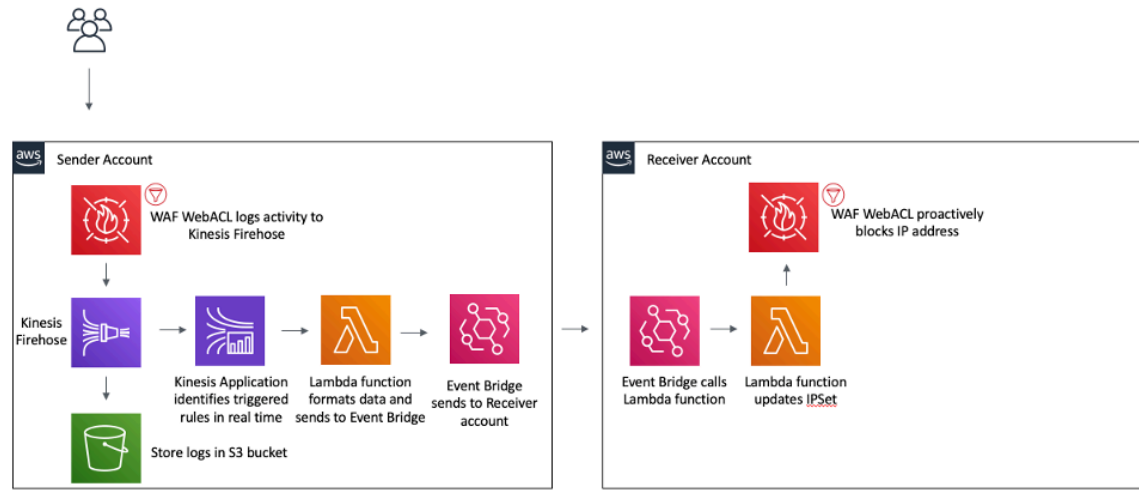 aws
Sender Account
WAF WebACL logs activity to
Kinesis Firehose
Kinesis
Firehose
Kinesis Application
identifies triggered
rules in real time
Lambda function
formats data and
sends to Event Bridge
Event Bridge
sends to Receiver
account
Store logs in S3 bucket
aws
Receiver Account
WAF WebACL proactively
blocks IP address
Event Bridge calls
Lambda function
Lambda function
updates IPSet